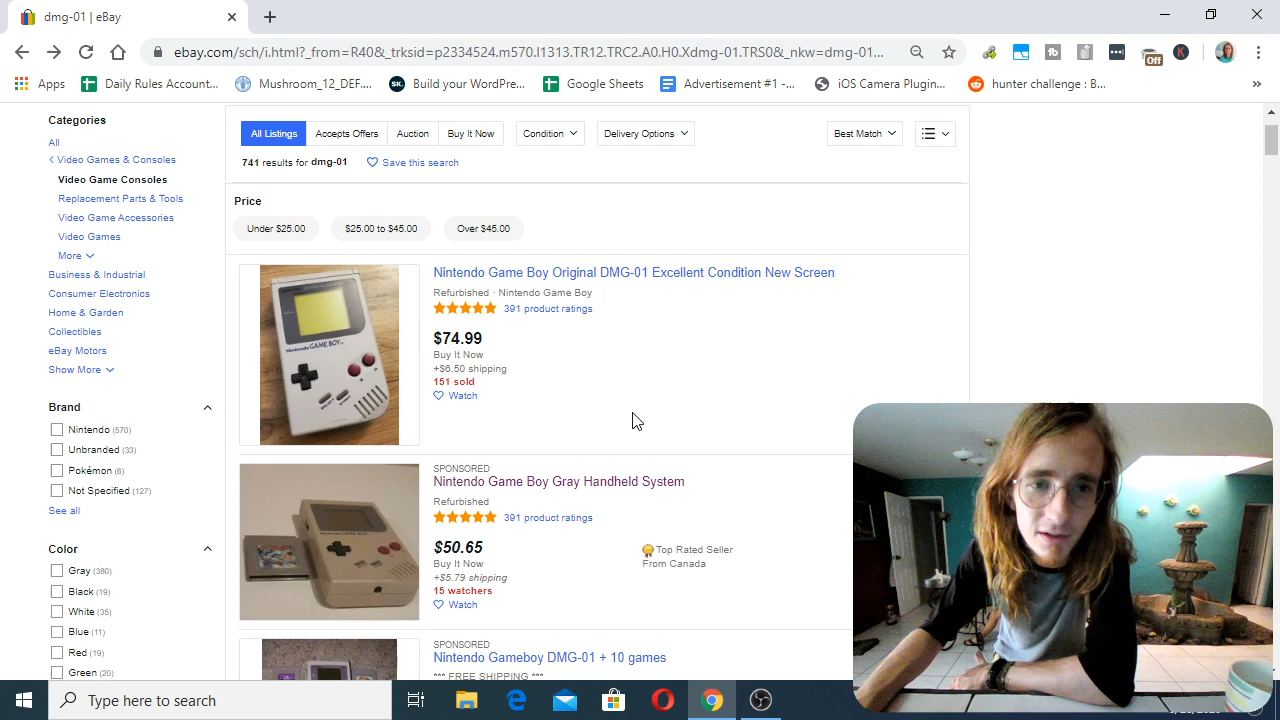 dmg-01 | eBay
ebay.com/sch/i.html?_from=R40&_trksid=p2334524.m570.l1313.TR12.TRC2.A0.H0.Xdmg-01.TRS0&_nkw=dmg-01...
Off
K
Apps
Daily Rules Account...
Mushroom_12_DEF....
Build your WordPre...
Google Sheets
Advertisement #1 -...
iOS Camera Plugin...
hunter challenge : B...
Categories
All
Video Games & Consoles
Video Game Consoles
Replacement Parts & Tools
Video Game Accessories
Video Games
More
Business & Industrial
Consumer Electronics
Home & Garden
Collectibles
eBay Motors
Show More
Brand
Nintendo (570)
Unbranded (33)
Pokémon (6)
Not Specified (127)
See all
Color
Gray (380)
Black (19)
White (35)
Blue (11)
Red (19)
Green (20)
All Listings
Accepts Offers
Auction
Buy It Now
Condition
Delivery Options
Best Match
741 results for dmg-01
Save this search
Price
Under $25.00
$25.00 to $45.00
Over $45.00
Nintendo GAME BOY
Nintendo Game Boy Original DMG-01 Excellent Condition New Screen
Refurbished · Nintendo Game Boy
391 product ratings
$74.99
Buy It Now
+$6.50 shipping
151 sold
Watch
SPONSORED
Nintendo Game Boy Gray Handheld System
Refurbished
391 product ratings
$50.65
Buy It Now
+$5.79 shipping
15 watchers
Watch
Top Rated Seller
From Canada
SPONSORED
Nintendo Gameboy DMG-01 + 10 games
*** FREE SHIPPING ***
Type here to search